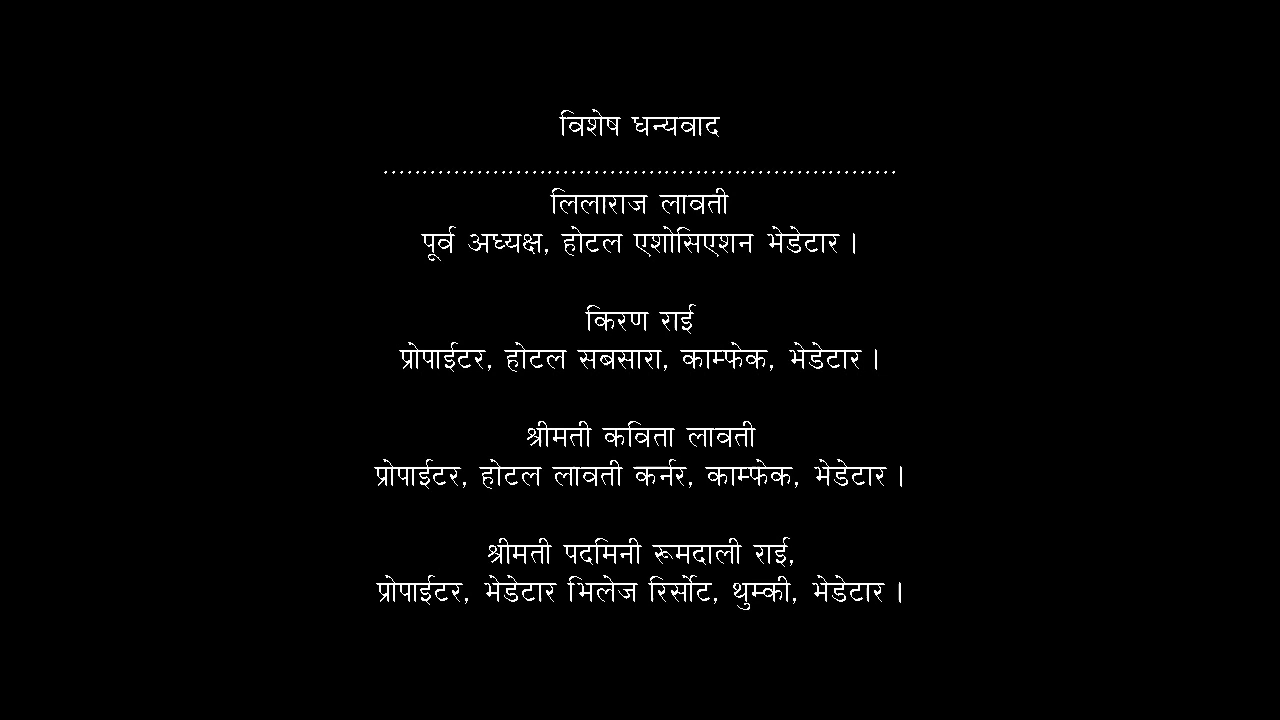 विशेष धन्यवाद
.................................................................
लिलाराज लावती
पूर्व अध्यक्ष, होटल एशोसिएशन भेडेटार ।
किरण राई
प्रोपाईटर, होटल सबसारा, काम्फेक, भेडेटार ।
श्रीमती कविता लावती
प्रोपाईटर, होटल लावती कर्नर, काम्फेक, भेडेटार ।
श्रीमती पदमिनी रूमदाली राई,
प्रोपाईटर, भेडेटार भिलेज रिर्सोट, थुम्की, भेडेटार ।